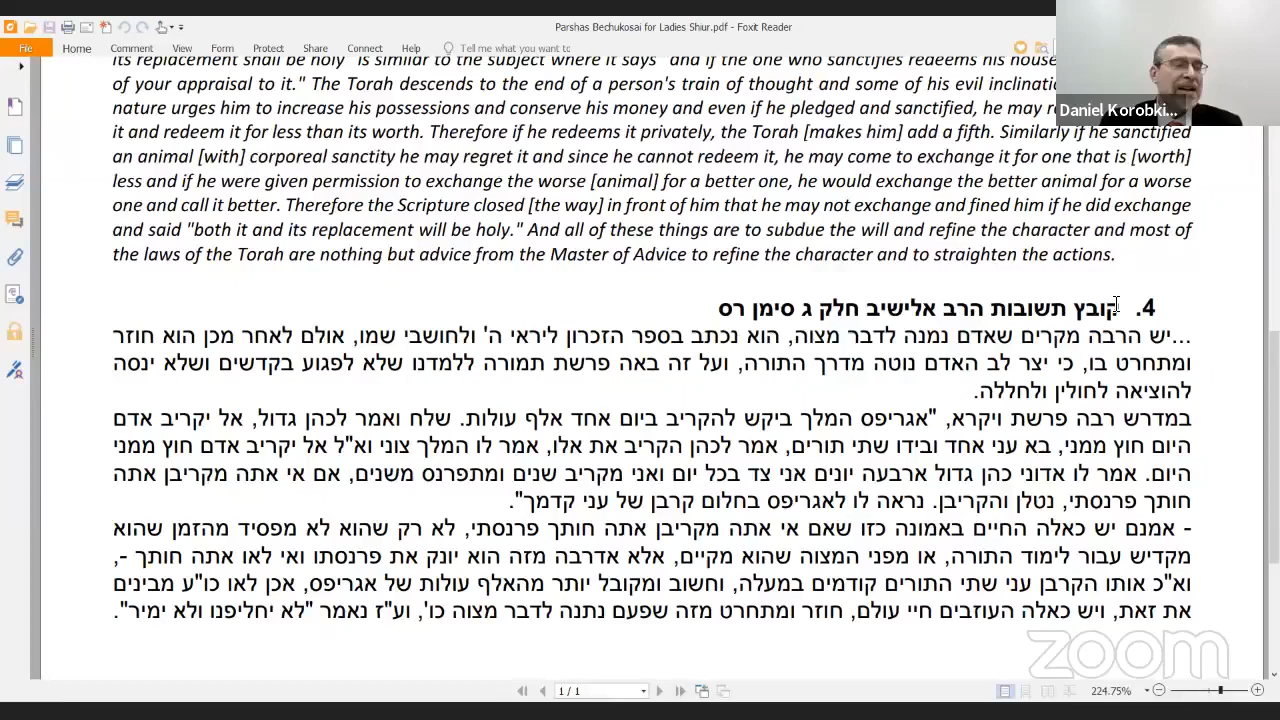 Parshas Bechukosai for Ladies Shiur.pdf - Foxit Reader
File Home Comment View Form Protect Share Connect Help Tell me what you want to
its replacement shall be holy" is similar to the subject where it says "and if the one who sanctifies redeems his house
of your appraisal to it." The Torah descends to the end of a person's train of thought and some of his evil
nature urges him to increase his possessions and conserve his money and even if he pledged and sanctified, he may
Daniel Korobki...
it and redeem it for less than its worth. Therefore if he redeems it privately, the Torah [makes him] add a fifth. Similarly if he sanctified
an animal [with] corporeal sanctity he may regret it and since he cannot redeem it, he may come to exchange it for one that is [worth]
less and if he were given permission to exchange the worse [animal] for a better one, he would exchange the better animal for a worse
one and call it better. Therefore the Scripture closed [the way] in front of him that he may not exchange and fined him if he did exchange
and said "both it and its replacement will be holy." And all of these things are to subdue the will and refine the character and most of
the laws of the Torah are nothing but advice from the Master of Advice to refine the character and to straighten the actions.
4. קובץ תשובות הרב אלישיב חלק ג סימן רס
...יש הרבה מקרים שאדם נמנה לדבר מצוה, הוא נכתב בספר הזכרון ליראי ה' ולחושבי שמו, אולם לאחר מכן הוא חוזר
ומתחרט בו, כי יצר לב האדם נוטה מדרך התורה, ועל זה באה פרשת תמורה ללמדנו שלא לפגוע בקדשים ושלא ינסה
להוציאה לחולין ולחללה.
במדרש רבה פרשת ויקרא, "אגריפס המלך ביקש להקריב ביום אחד אלף עולות. שלח ואמר לכהן גדול, אל יקריב אדם
היום חוץ ממני, בא עני אחד ובידו שתי תורים, אמר לכהן הקריב את אלו, אמר לו המלך צוני וא"ל אל יקריב אדם חוץ ממני
היום. אמר לו אדוני כהן גדול ארבעה יונים אני צד בכל יום ואני מקריב שנים ומתפרנס משנים, אם אי אתה מקריבן אתה
חותך פרנסתי, נטלן והקריבן. נראה לו לאגריפס בחלום קרבן של עני קדמך".
- אמנם יש כאלה החיים באמונה כזו שאם אי אתה מקריבן אתה חותך פרנסתי, לא רק שהוא לא מפסיד מהזמן שהוא
מקדיש עבור לימוד התורה, או מפני המצוה שהוא מקיים, אלא אדרבה מזה הוא יונק את פרנסתו ואי לאו אתה חותך -,
וא"כ אותו הקרבן עני שתי התורים קודמים במעלה, וחשוב ומקובל יותר מהאלף עולות של אגריפס, אכן לאו כו"ע מבינים
את זאת, ויש כאלה העוזבים חיי עולם, חוזר ומתחרט מזה שפעם נתנה לדבר מצוה כו', וע"ז נאמר "לא יחליפנו ולא ימיר".
zoom
1 / 1
224.75%